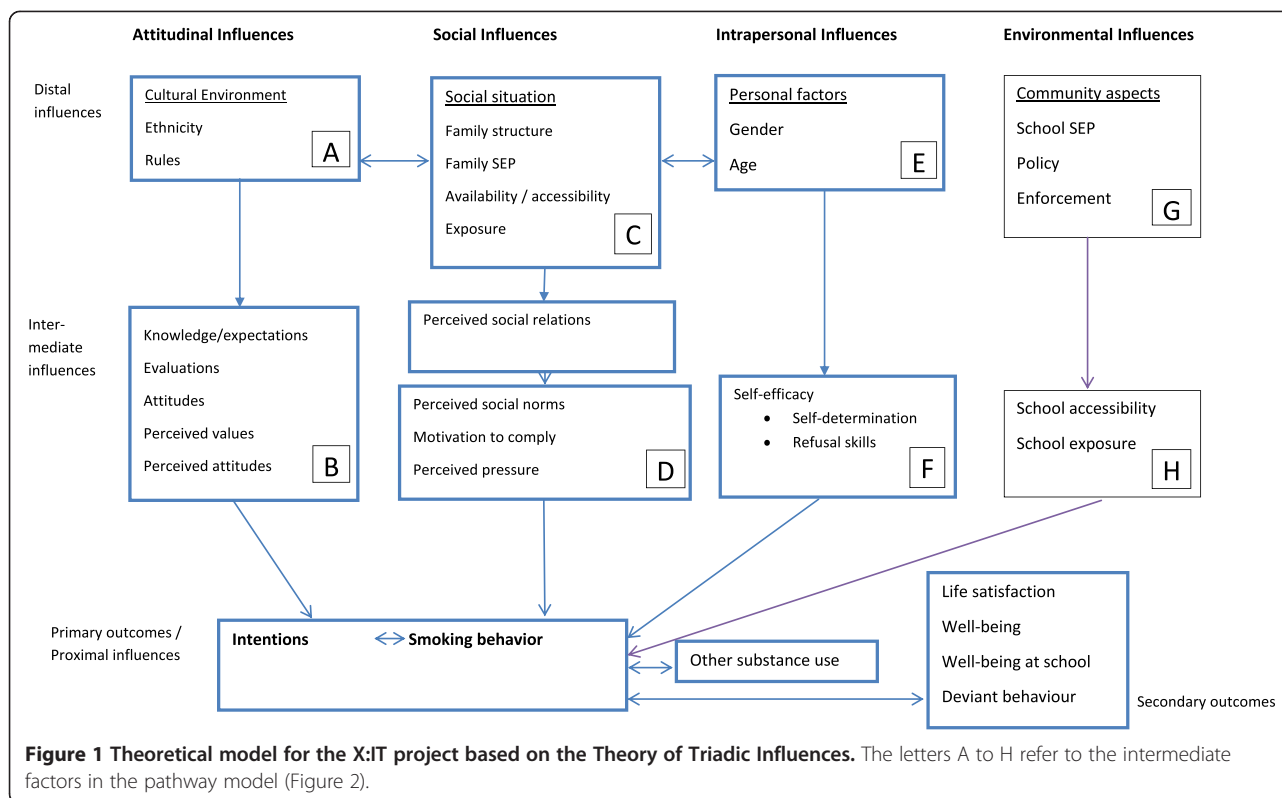 Attitudinal Influences
Social Influences
Intrapersonal Influences
Environmental Influences
Distal
influences
Cultural Environment
Ethnicity
Rules
A
Social situation
Family structure
Family SEP
Availability / accessibility
Exposure
C
Personal factors
Gender
Age
E
Community aspects
School SEP
Policy
Enforcement
G
Inter-
mediate
influences
Knowledge/expectations
Evaluations
Attitudes
Perceived values
Perceived attitudes
B
Perceived social relations
Perceived social norms
Motivation to comply
Perceived pressure
D
Self-efficacy
• Self-determination
• Refusal skills
F
School accessibility
School exposure
H
Primary outcomes /
Proximal influences
Intentions
Smoking behavior
Other substance use
Life satisfaction
Well-being
Well-being at school
Deviant behaviour
Secondary outcomes
Figure 1 Theoretical model for the X:IT project based on the Theory of Triadic Influences. The letters A to H refer to the intermediate
factors in the pathway model (Figure 2).